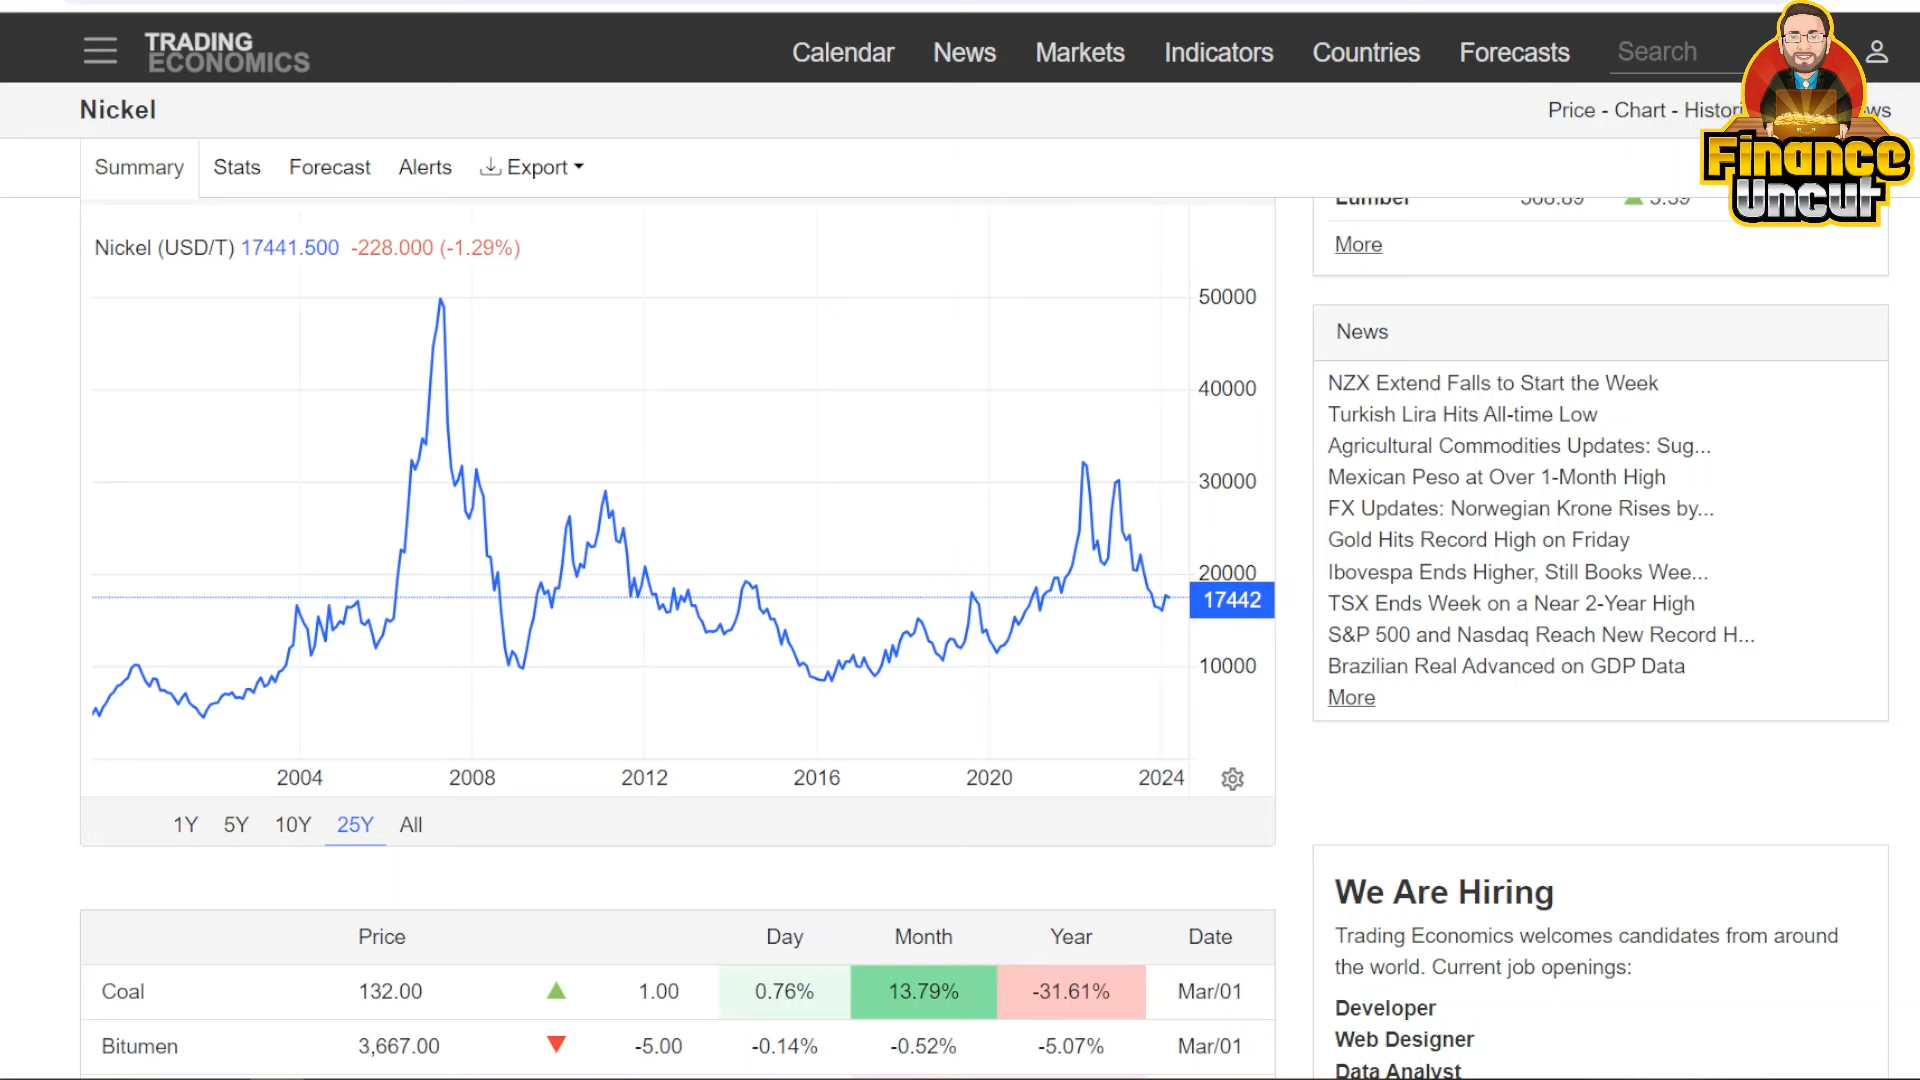 TRADING
ECONOMICS
Calendar
News
Markets
Indicators
Countries
Forecasts
Search
Finance
Uncut
Nickel
Price - Chart - Histori
ws
Summary
Stats
Forecast
Alerts
Export
Nickel (USD/T) 17441.500 -228.000 (-1.29%)
50000
40000
30000
20000
17442
10000
2004
2008
2012
2016
2020
2024
1Y
5Y
10Y
25Y
All
Lumber
More
News
NZX Extend Falls to Start the Week
Turkish Lira Hits All-time Low
Agricultural Commodities Updates: Sug...
Mexican Peso at Over 1-Month High
FX Updates: Norwegian Krone Rises by...
Gold Hits Record High on Friday
Ibovespa Ends Higher, Still Books Wee...
TSX Ends Week on a Near 2-Year High
S&P 500 and Nasdaq Reach New Record H...
Brazilian Real Advanced on GDP Data
More
Price Day Month Year Date
Coal 132.00 1.00 0.76% 13.79% -31.61% Mar/01
Bitumen 3,667.00 -5.00 -0.14% -0.52% -5.07% Mar/01
We Are Hiring
Trading Economics welcomes candidates from around
the world. Current job openings:
Developer
Web Designer
Data Analyst